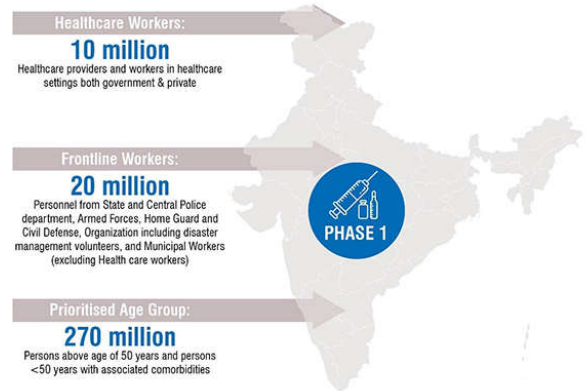 Healthcare Workers:
10 million
Healthcare providers and workers in healthcare
settings both government & private
Frontline Workers:
20 million
Personnel from State and Central Police
department, Armed Forces, Home Guard and
Civil Defense, Organization including disaster
management volunteers, and Municipal Workers
(excluding Health care workers)
PHASE 1
Prioritised Age Group:
270 million
Persons above age of 50 years and persons
<50 years with associated comorbidities